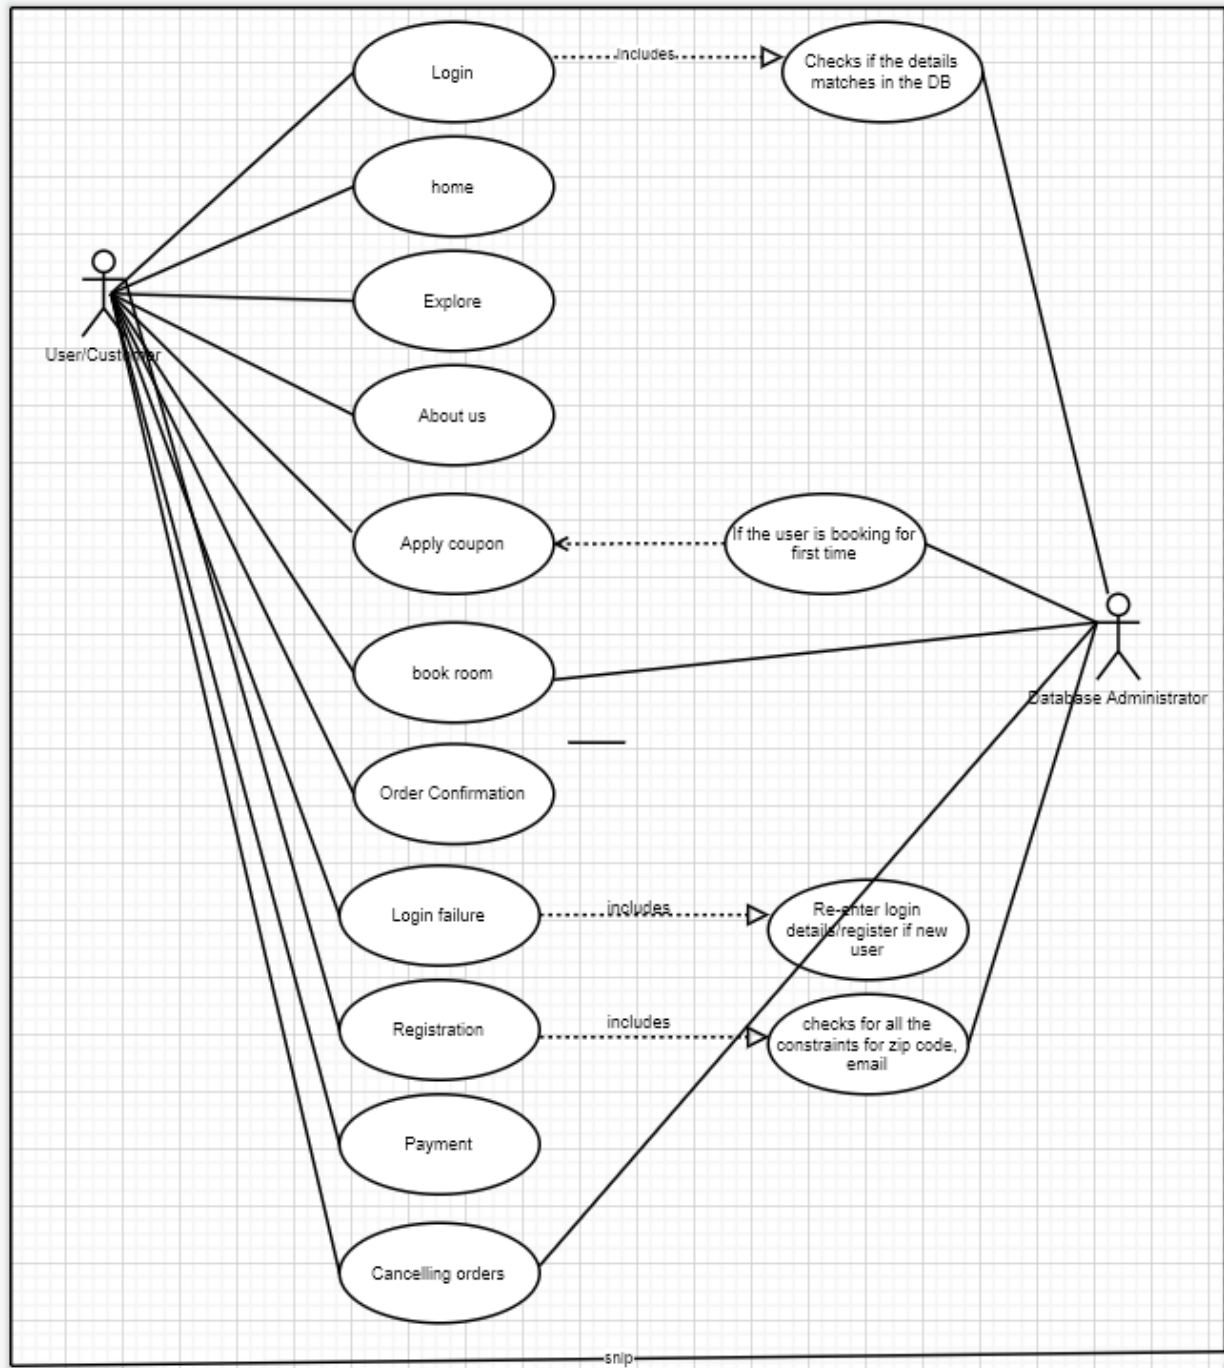 Login
includes
Checks if the details
matches in the DB
home
Explore
User/Customer
About us
Apply coupon
If the user is booking for
first time
book room
Database Administrator
Order Confirmation
Login failure
includes
Re-enter login
details/register if new
user
Registration
includes
checks for all the
constraints for zip code,
email
Payment
Cancelling orders
snip